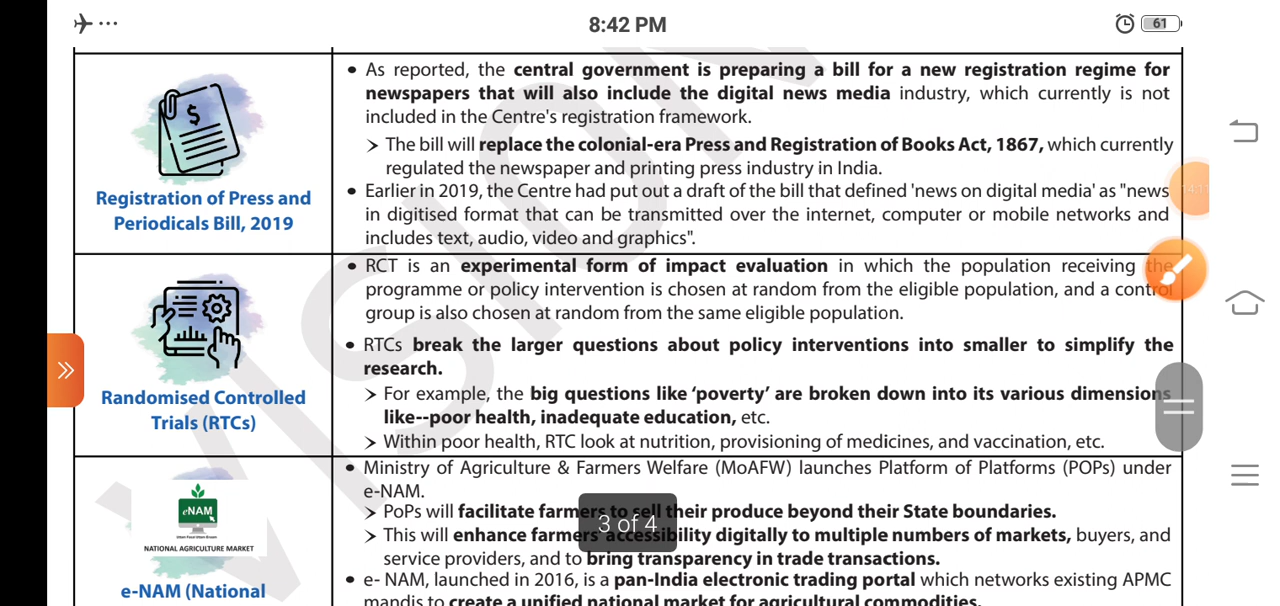 8:42 PM
61
• As reported, the central government is preparing a bill for a new registration regime for
newspapers that will also include the digital news media industry, which currently is not
included in the Centre's registration framework.
➢ The bill will replace the colonial-era Press and Registration of Books Act, 1867, which currently
regulated the newspaper and printing press industry in India.
Registration of Press and
Periodicals Bill, 2019
• Earlier in 2019, the Centre had put out a draft of the bill that defined 'news on digital media' as "news
in digitised format that can be transmitted over the internet, computer or mobile networks and
includes text, audio, video and graphics".
• RCT is an experimental form of impact evaluation in which the population receiving the
programme or policy intervention is chosen at random from the eligible population, and a control
group is also chosen at random from the same eligible population.
Randomised Controlled
Trials (RTCs)
• RTCs break the larger questions about policy interventions into smaller to simplify the
research.
➢ For example, the big questions like ‘poverty’ are broken down into its various dimensions
like--poor health, inadequate education, etc.
➢ Within poor health, RTC look at nutrition, provisioning of medicines, and vaccination, etc.
eNAM
NATIONAL AGRICULTURE MARKET
e-NAM (National
• Ministry of Agriculture & Farmers Welfare (MoAFW) launches Platform of Platforms (POPs) under
e-NAM.
➢ PoPs will facilitate farmers to sell their produce beyond their State boundaries.
➢ This will enhance farmers' accessibility digitally to multiple numbers of markets, buyers, and
service providers, and to bring transparency in trade transactions.
• e- NAM, launched in 2016, is a pan-India electronic trading portal which networks existing APMC
mandis to create a unified national market for agricultural commodities.
3 of 4
14:11
VISION